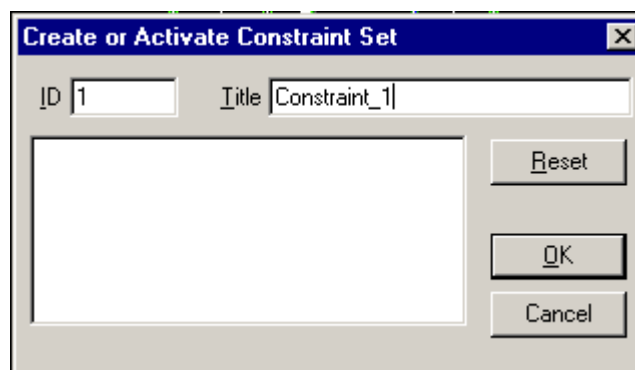 Create or Activate Constraint Set
ID 1 Title Constraint_1
Reset
OK
Cancel